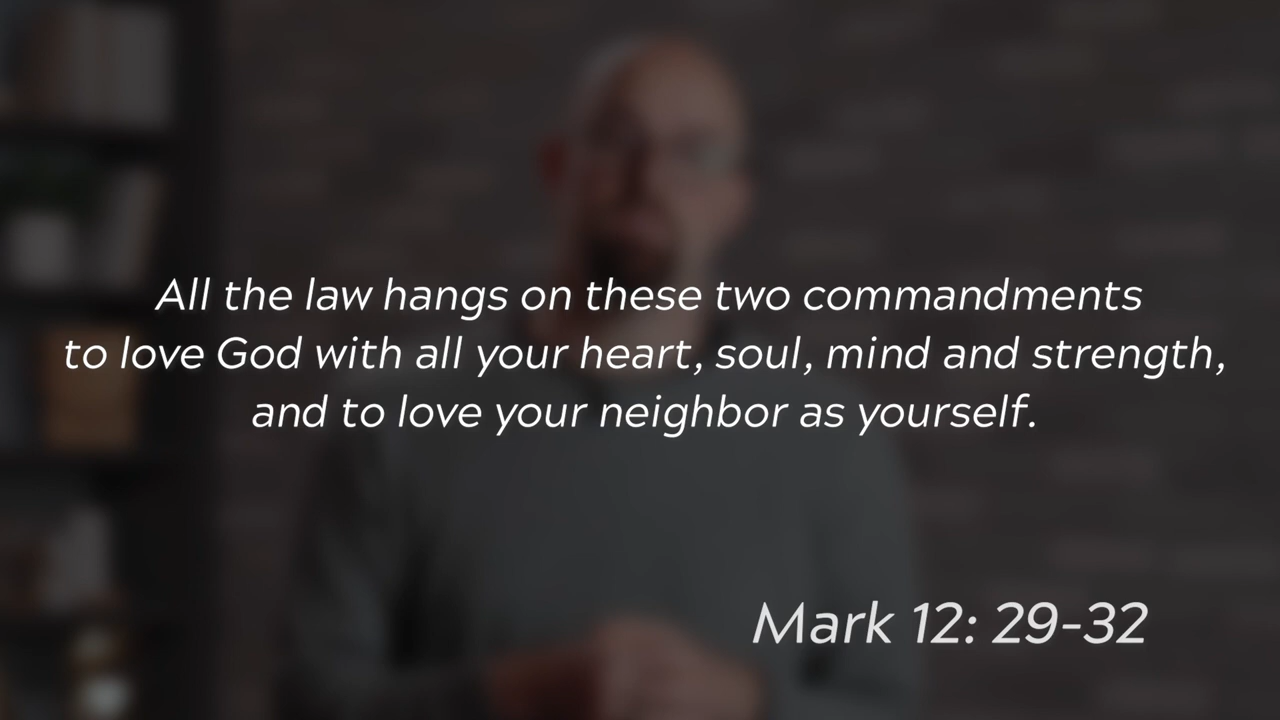 All the law hangs on these two commandments
to love God with all your heart, soul, mind and strength,
and to love your neighbor as yourself.
Mark 12: 29-32